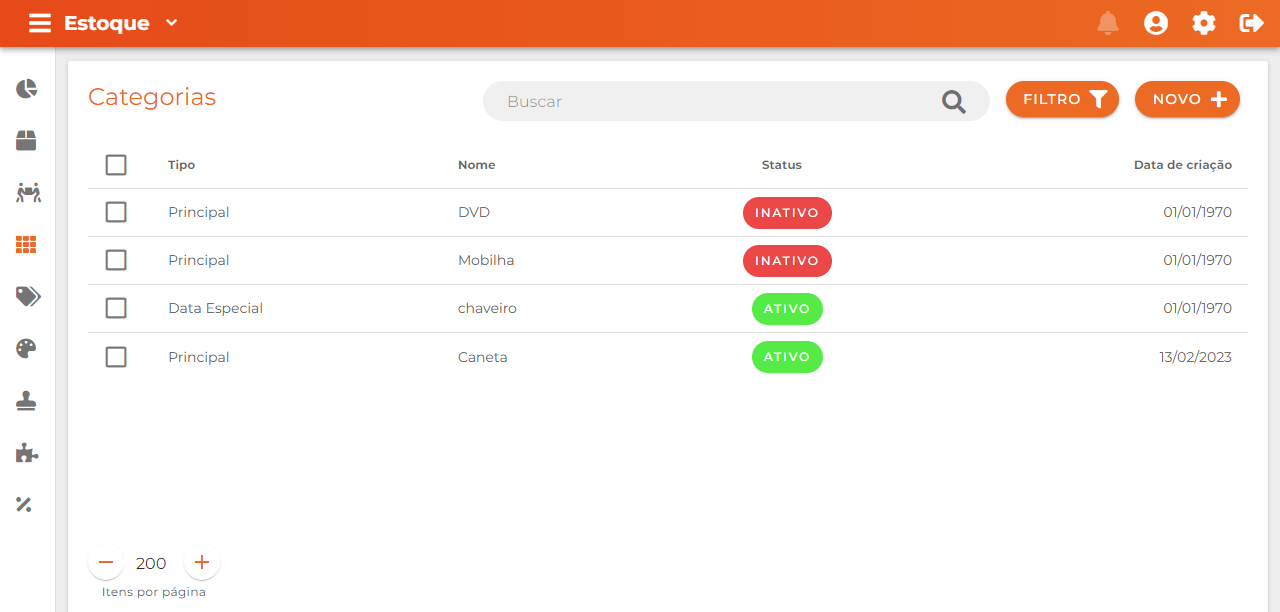 Estoque
Categorias Buscar FILTRO NOVO
Tipo Nome Status Data de criação
Principal DVD INATIVO 01/01/1970
Principal Mobilha INATIVO 01/01/1970
Data Especial chaveiro ATIVO 01/01/1970
Principal Caneta ATIVO 13/02/2023
200
Itens por página